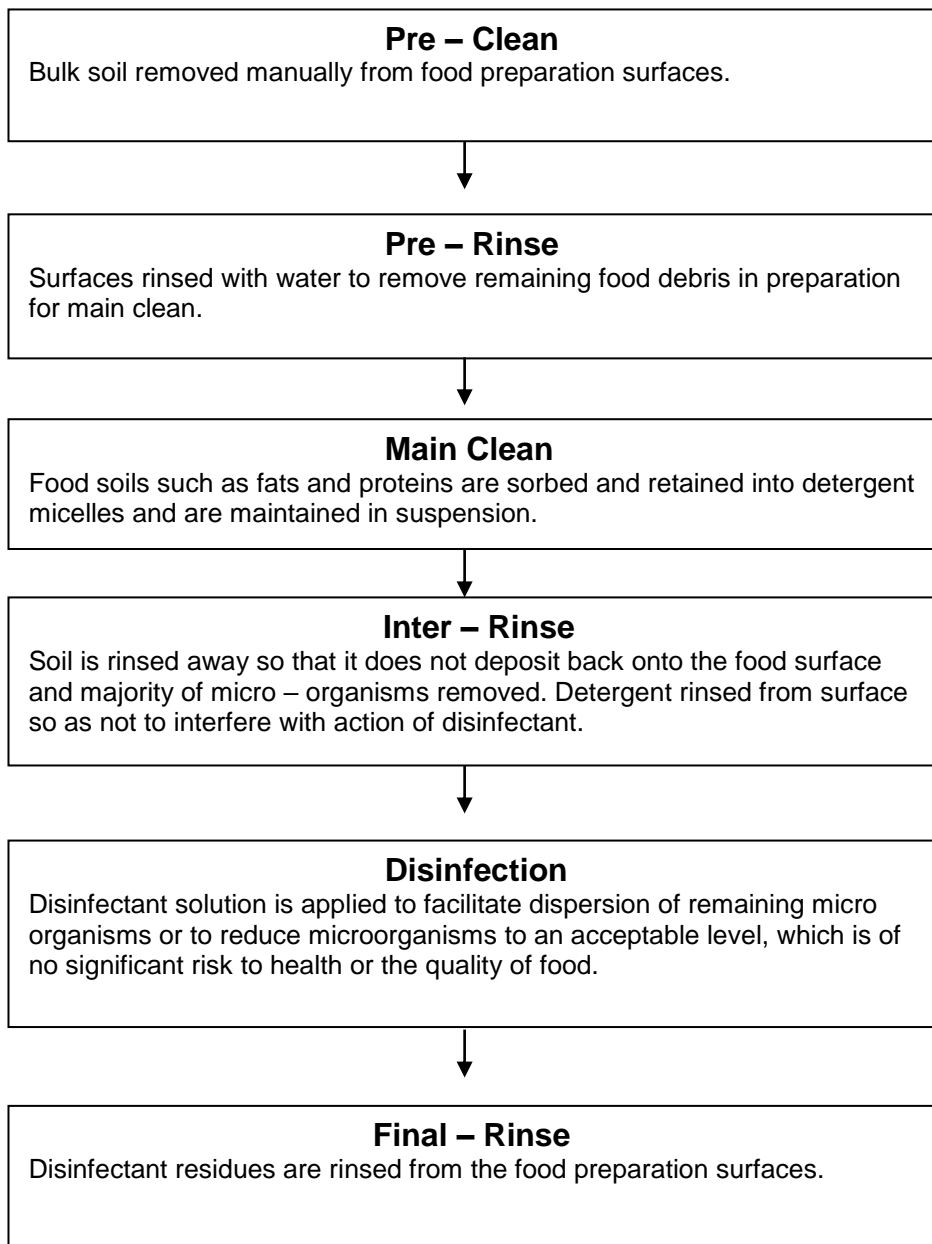 Pre – Clean
Bulk soil removed manually from food preparation surfaces.
Pre – Rinse
Surfaces rinsed with water to remove remaining food debris in preparation
for main clean.
Main Clean
Food soils such as fats and proteins are sorbed and retained into detergent
micelles and are maintained in suspension.
Inter – Rinse
Soil is rinsed away so that it does not deposit back onto the food surface
and majority of micro – organisms removed. Detergent rinsed from surface
so as not to interfere with action of disinfectant.
Disinfection
Disinfectant solution is applied to facilitate dispersion of remaining micro
organisms or to reduce microorganisms to an acceptable level, which is of
no significant risk to health or the quality of food.
Final – Rinse
Disinfectant residues are rinsed from the food preparation surfaces.